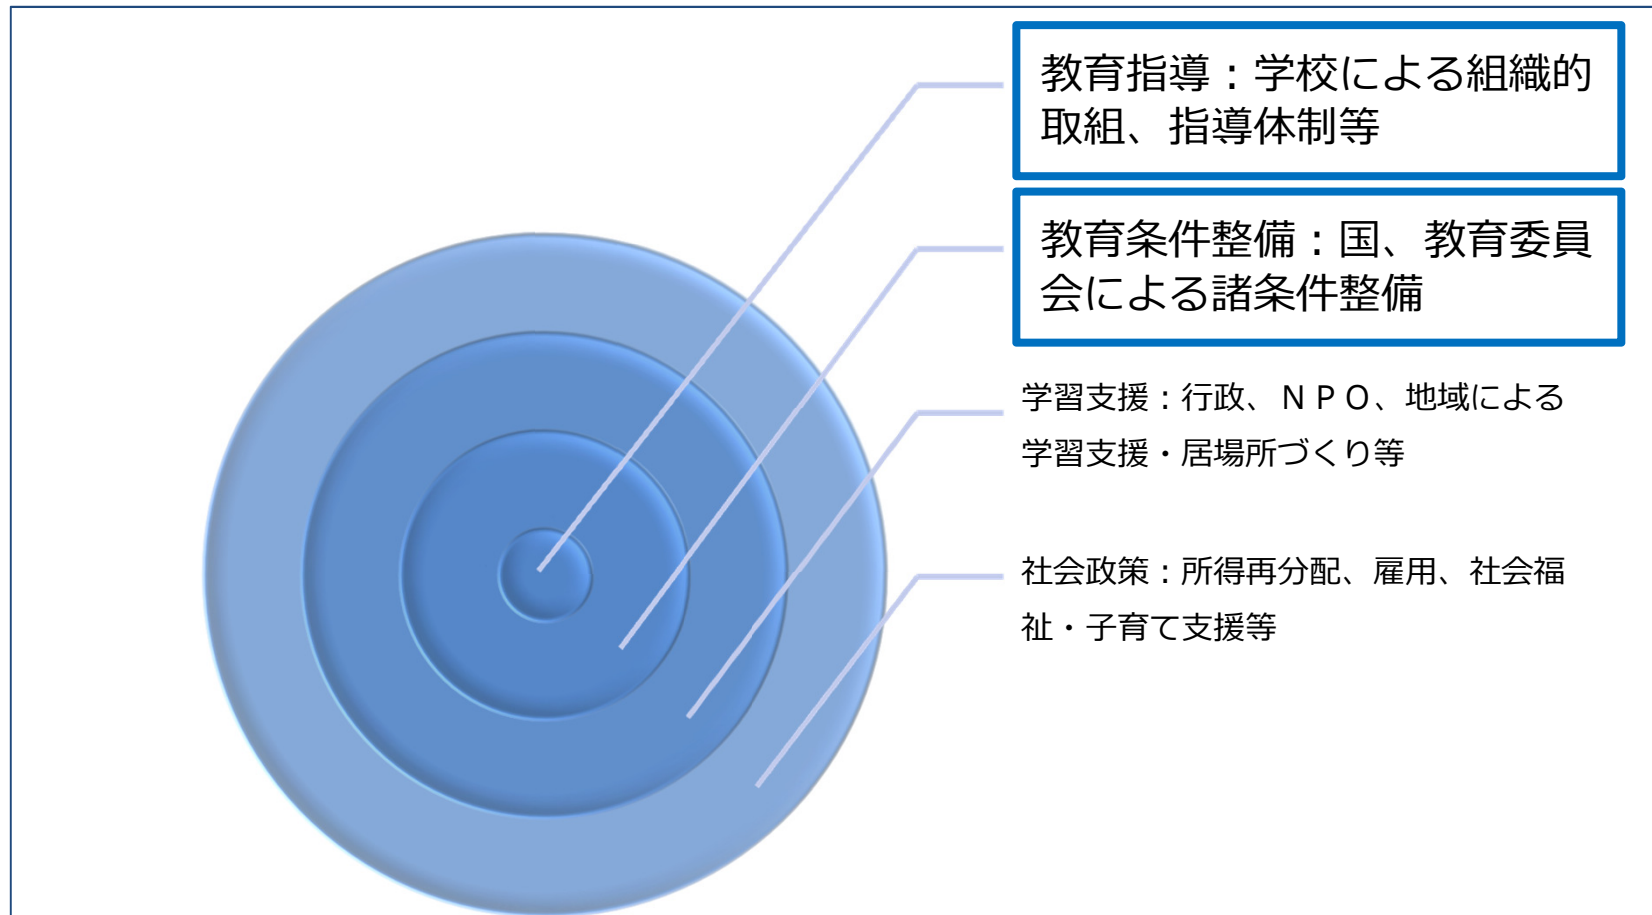 教育指導：学校による組織的
取組、指導体制等
教育条件整備：国、教育委員
会による諸条件整備
学習支援：行政、ＮＰＯ、地域による
学習支援・居場所づくり等
社会政策：所得再分配、雇用、社会福
祉・子育て支援等